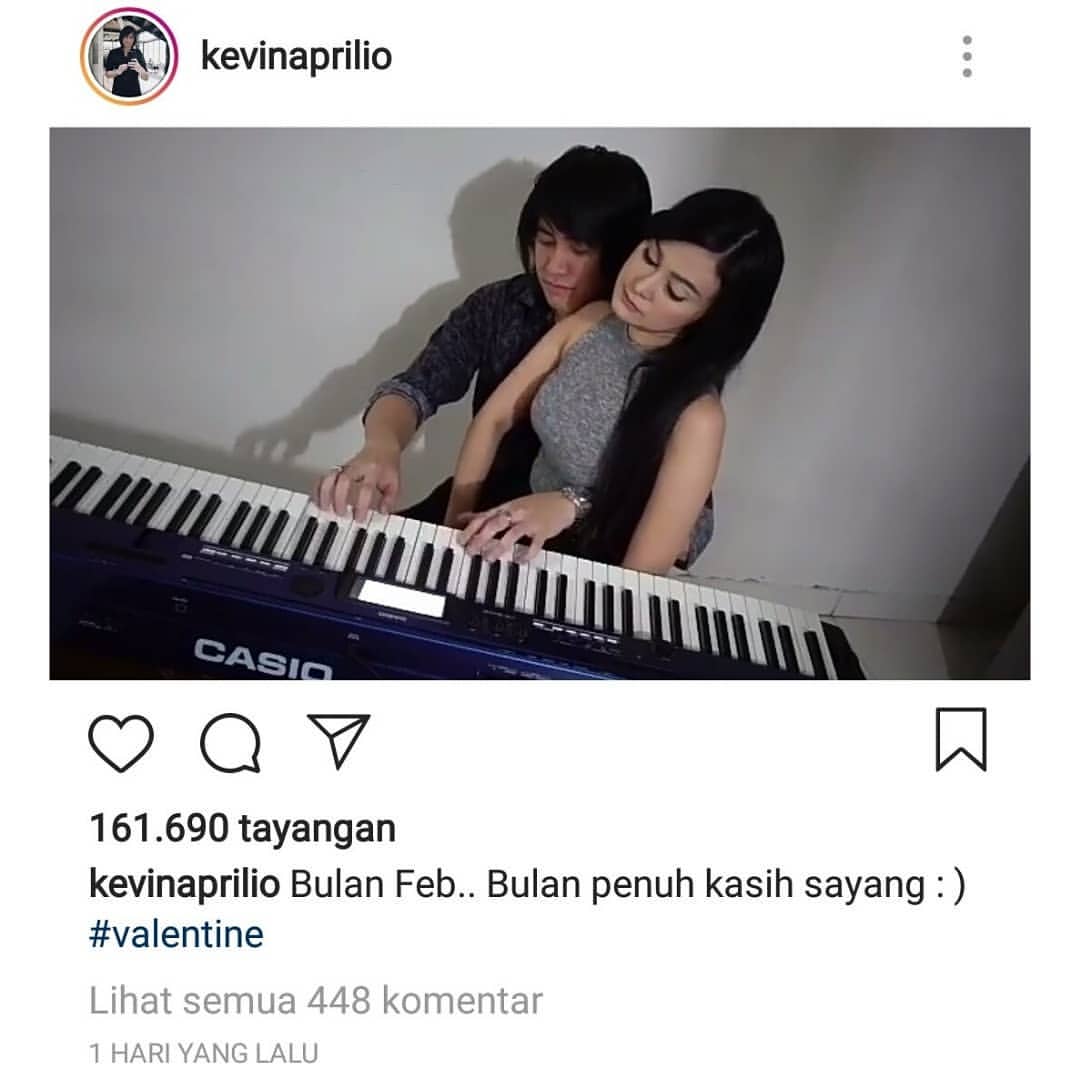 kevinaprilio
CASIO
161.690 tayangan
kevinaprilio Bulan Feb.. Bulan penuh kasih sayang : )
#valentine
Lihat semua 448 komentar
1 HARI YANG LALU